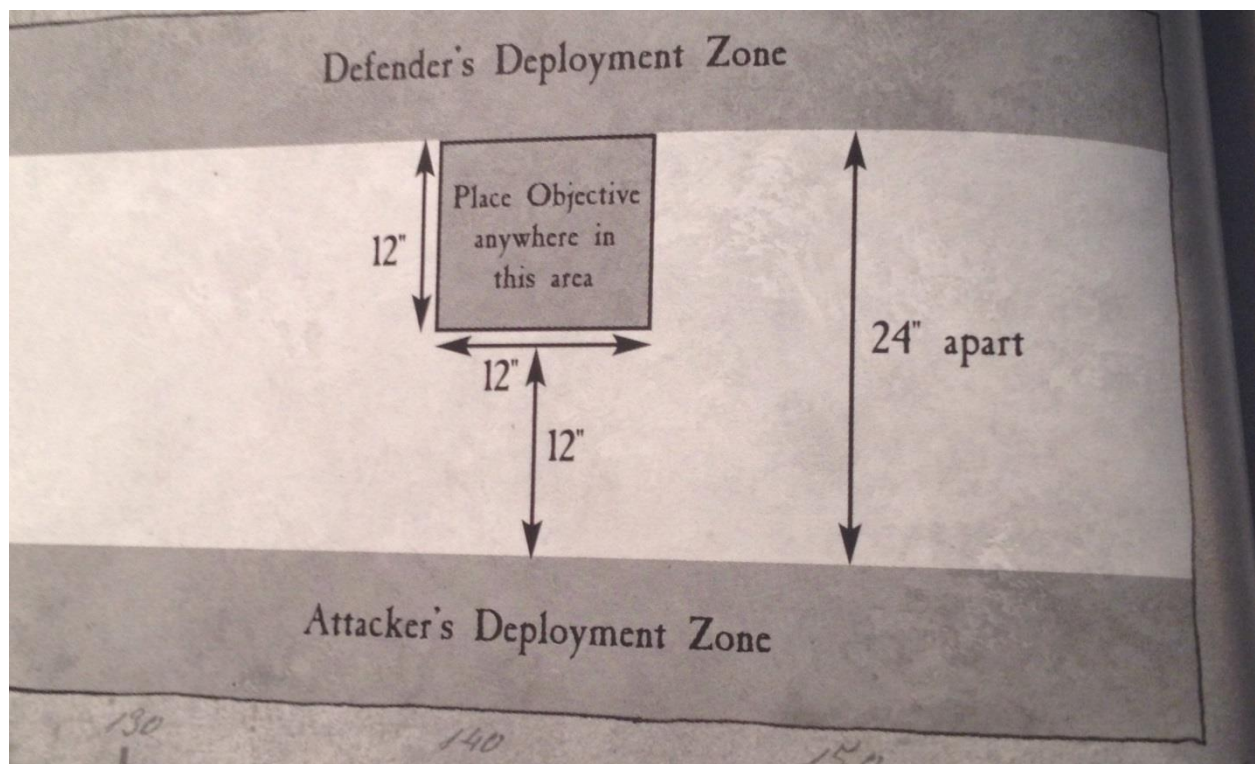 Defender's Deployment Zone
Place Objective
anywhere in
this area
12"
12"
12"
24" apart
Attacker's Deployment Zone
130
140
150